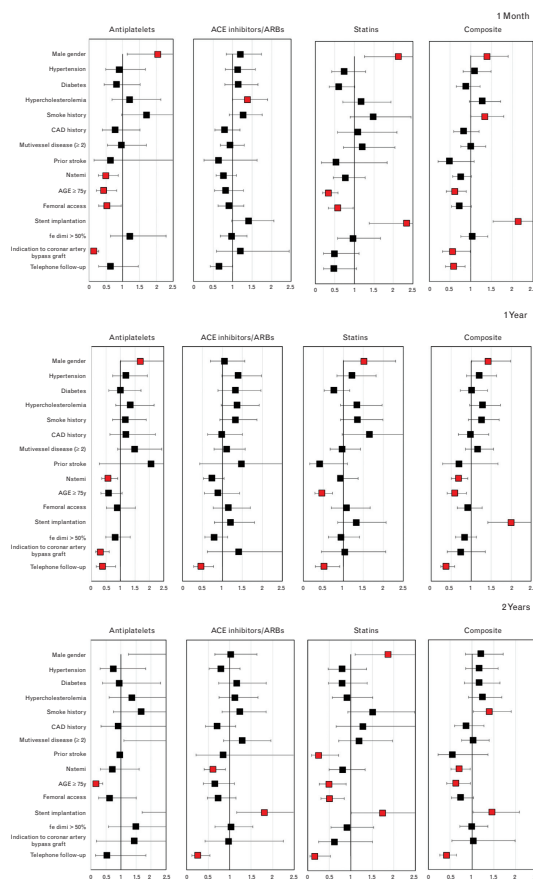 1 Month
Antiplatelets ACE inhibitors/ARBs Statins Composite
Male gender
Hypertension
Diabetes
Hypercholesterolemia
Smoke history
CAD history
Mutivessel disease (≥ 2)
Prior stroke
Nstemi
AGE ≥ 75y
Femoral access
Stent implantation
fe dimi > 50%
Indication to coronar artery
bypass graft
Telephone follow-up
0 0.5 1 1.5 2 2.5 0 0.5 1 1.5 2 2.5 0 0.5 1 1.5 2 2.5 0 0.5 1 1.5 2 2.5
1 Year
Antiplatelets ACE inhibitors/ARBs Statins Composite
Male gender
Hypertension
Diabetes
Hypercholesterolemia
Smoke history
CAD history
Mutivessel disease (≥ 2)
Prior stroke
Nstemi
AGE ≥ 75y
Femoral access
Stent implantation
fe dimi > 50%
Indication to coronar artery
bypass graft
Telephone follow-up
0 0.5 1 1.5 2 2.5 0 0.5 1 1.5 2 2.5 0 0.5 1 1.5 2 2.5 0 0.5 1 1.5 2 2.5
2 Years
Antiplatelets ACE inhibitors/ARBs Statins Composite
Male gender
Hypertension
Diabetes
Hypercholesterolemia
Smoke history
CAD history
Mutivessel disease (≥ 2)
Prior stroke
Nstemi
AGE ≥ 75y
Femoral access
Stent implantation
fe dimi > 50%
Indication to coronar artery
bypass graft
Telephone follow-up
0 0.5 1 1.5 2 2.5 0 0.5 1 1.5 2 2.5 0 0.5 1 1.5 2 2.5 0 0.5 1 1.5 2 2.5